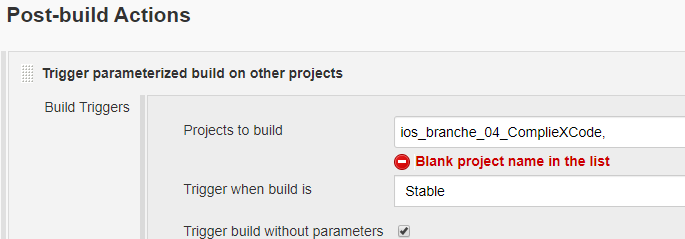 Post-build Actions
Trigger parameterized build on other projects
Build Triggers
Projects to build
ios_branche_04_ComplieXCode,
Blank project name in the list
Trigger when build is
Stable
Trigger build without parameters